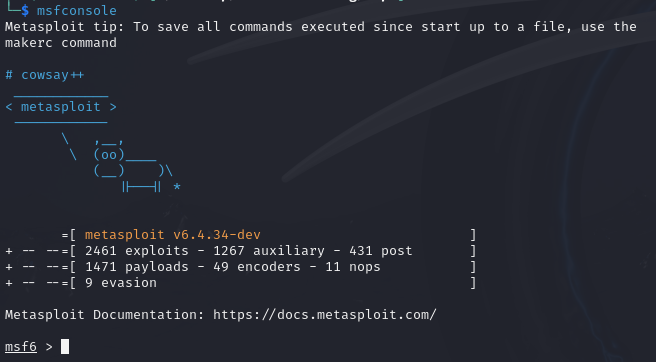 └─$ msfconsole
Metasploit tip: To save all commands executed since start up to a file, use the
makerc command
# cowsay++
 ____________
< metasploit >
 ------------
       \   ,__,
        \  (oo)____
           (__)    )\
              ||--|| *
       =[ metasploit v6.4.34-dev                          ]
+ -- --=[ 2461 exploits - 1267 auxiliary - 431 post       ]
+ -- --=[ 1471 payloads - 49 encoders - 11 nops           ]
+ -- --=[ 9 evasion                                       ]
Metasploit Documentation: https://docs.metasploit.com/
msf6 >